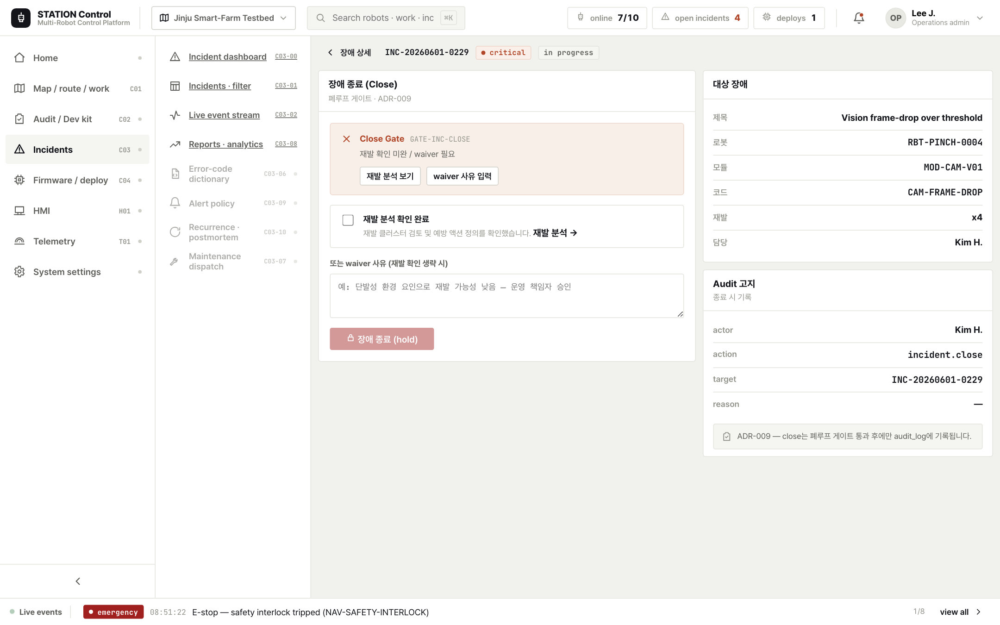 STATION Control
Multi-Robot Control Platform
Jinju Smart-Farm Testbed
Search robots · work · inc
⌘K
online 7/10
open incidents 4
deploys 1
OP
Lee J.
Operations admin
Home
Map / route / work C01
Audit / Dev kit C02
Incidents C03
Firmware / deploy C04
HMI H01
Telemetry T01
System settings
Incident dashboard C03-00
Incidents · filter C03-01
Live event stream C03-02
Reports · analytics C03-08
Error-code
dictionary
C03-06
Alert policy C03-09
Recurrence ·
postmortem
C03-10
Maintenance
dispatch
C03-07
장애 상세 INC-20260601-0229 critical in progress
장애 종료 (Close)
폐루프 게이트 · ADR-009
Close Gate GATE-INC-CLOSE
재발 확인 미완 / waiver 필요
재발 분석 보기 waiver 사유 입력
재발 분석 확인 완료
재발 클러스터 검토 및 예방 액션 정의를 확인했습니다. 재발 분석 →
또는 waiver 사유 (재발 확인 생략 시)
예: 단발성 환경 요인으로 재발 가능성 낮음 — 운영 책임자 승인
장애 종료 (hold)
대상 장애
제목 Vision frame-drop over threshold
로봇 RBT-PINCH-0004
모듈 MOD-CAM-V01
코드 CAM-FRAME-DROP
재발 x4
담당 Kim H.
Audit 고지
종료 시 기록
actor Kim H.
action incident.close
target INC-20260601-0229
reason —
ADR-009 — close는 폐루프 게이트 통과 후에만 audit_log에 기록됩니다.
Live events
emergency 08:51:22 E-stop — safety interlock tripped (NAV-SAFETY-INTERLOCK)
1/8 view all